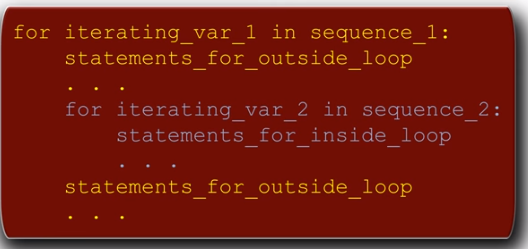 for iterating_var_1 in sequence_1:
    statements_for_outside_loop
    . . .
    for iterating_var_2 in sequence_2:
        statements_for_inside_loop
        . . .
    statements_for_outside_loop
    . . .